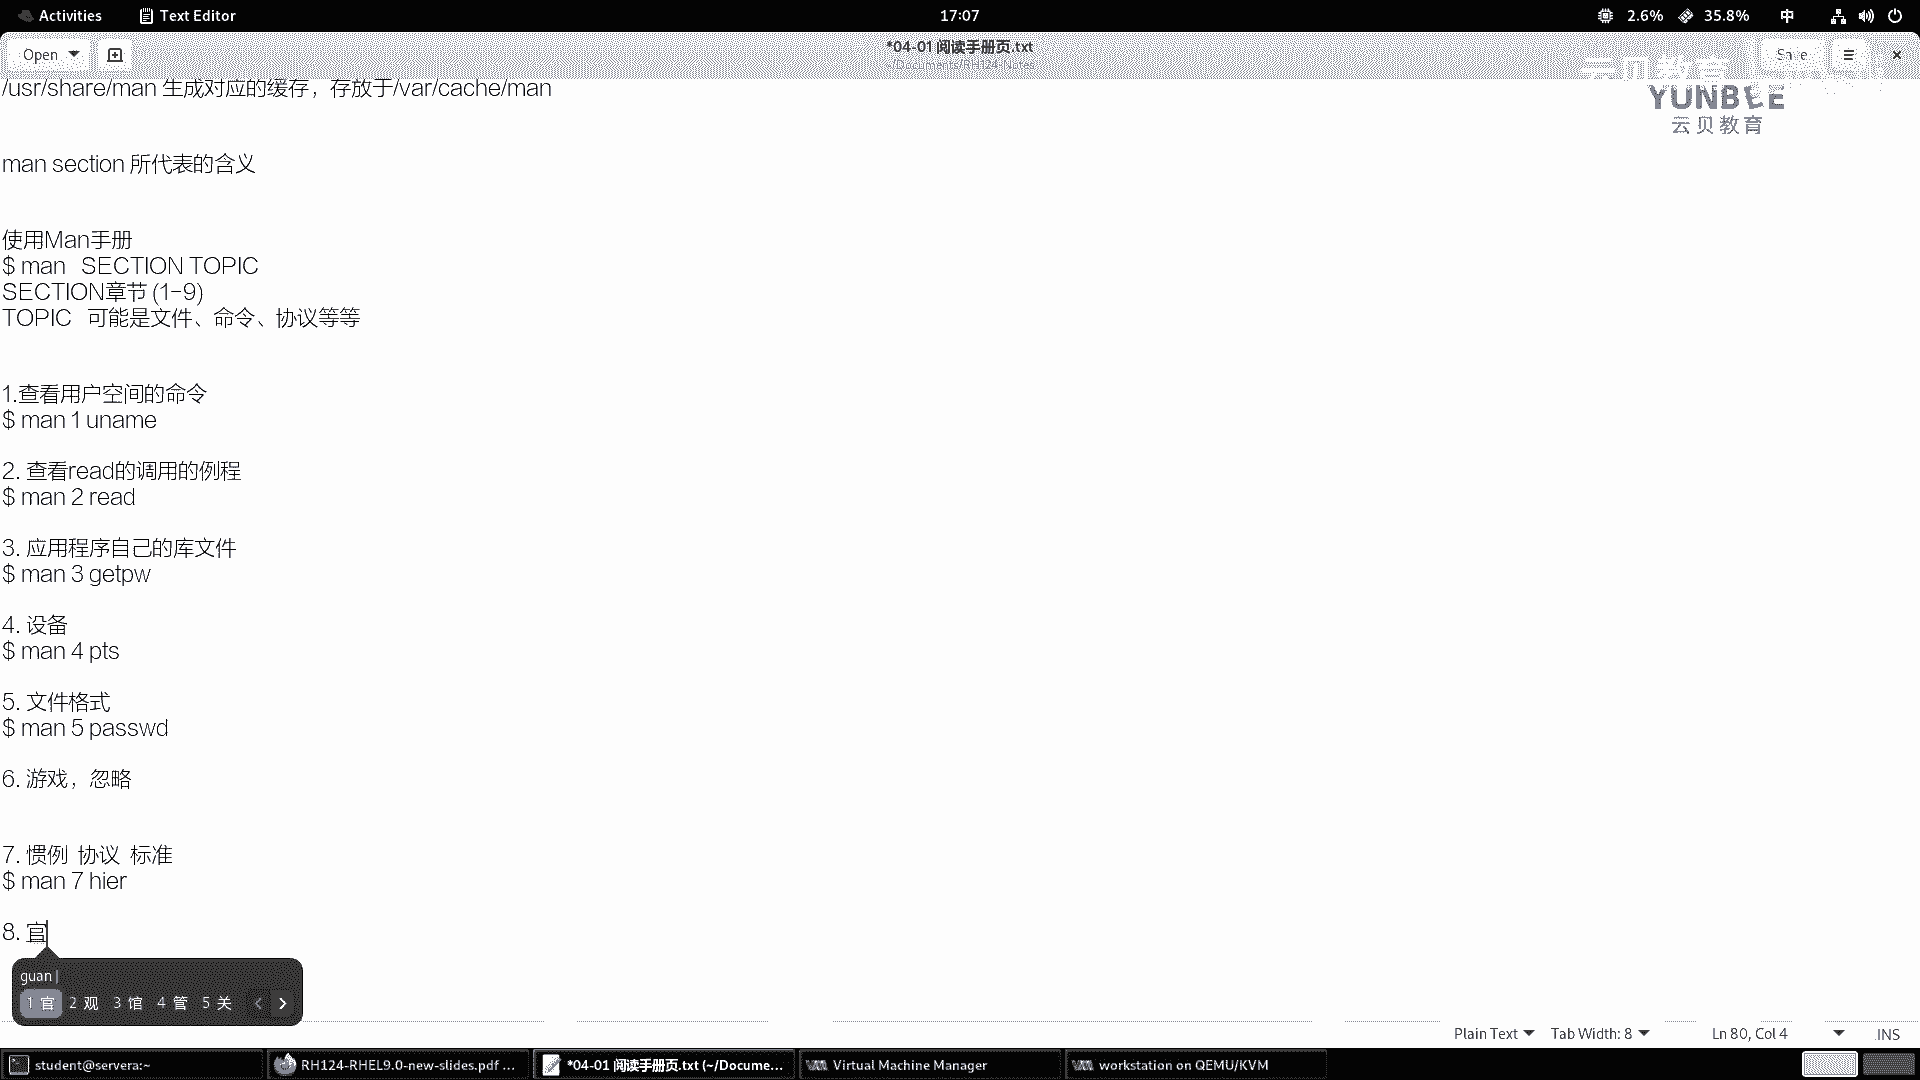 Activities Text Editor 17:07 2.6% 35.8% 中
Open *04-01 阅读手册页.txt Save
~/Documents/RH124-Notes
云贝教育
YUNBEE
云贝教育
/usr/share/man 生成对应的缓存，存放于/var/cache/man
man section 所代表的含义
使用Man手册
$ man SECTION TOPIC
SECTION章节 (1-9)
TOPIC 可能是文件、命令、协议等等
1.查看用户空间的命令
$ man 1 uname
2. 查看read的调用的例程
$ man 2 read
3. 应用程序自己的库文件
$ man 3 getpw
4. 设备
$ man 4 pts
5. 文件格式
$ man 5 passwd
6. 游戏，忽略
7. 惯例 协议 标准
$ man 7 hier
8. 官
guan |
1 官 2 观 3 馆 4 管 5 关 < >
Plain Text Tab Width: 8 Ln 80, Col 4 INS
student@servera:~ RH124-RHEL9.0-new-slides.pdf ... *04-01 阅读手册页.txt (~/Docume... Virtual Machine Manager workstation on QEMU/KVM